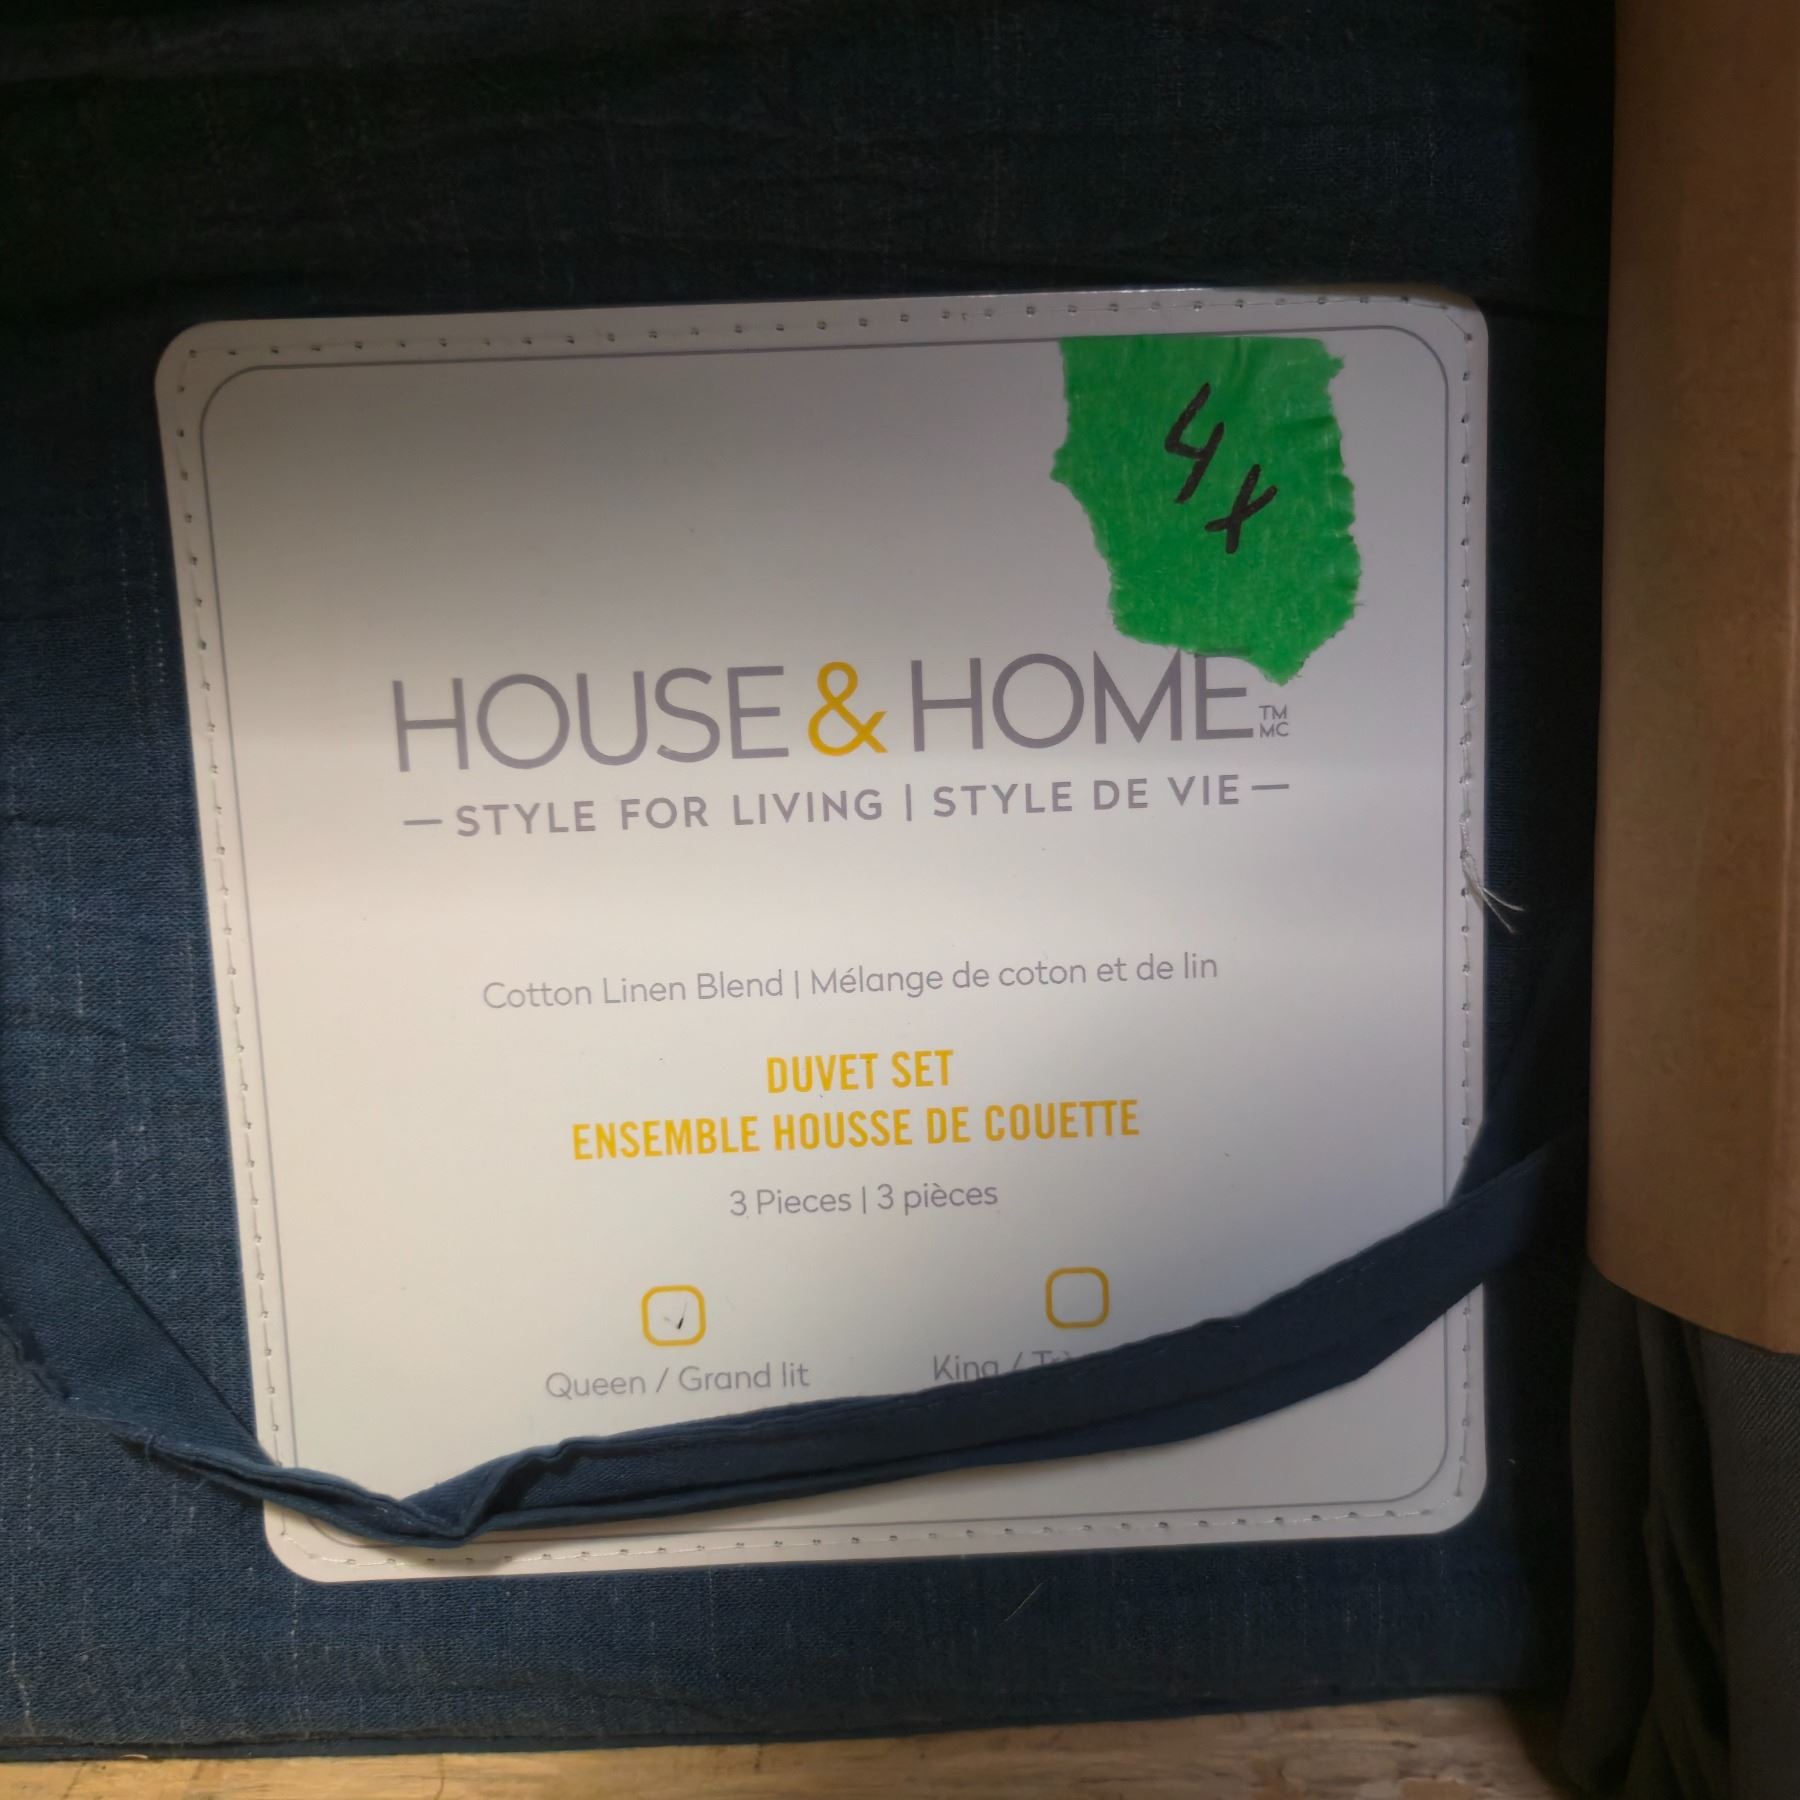 4x
HOUSE & HOME TM MC
— STYLE FOR LIVING | STYLE DE VIE —
Cotton Linen Blend | Mélange de coton et de lin
DUVET SET
ENSEMBLE HOUSSE DE COUETTE
3 Pieces | 3 pièces
Queen / Grand lit King /